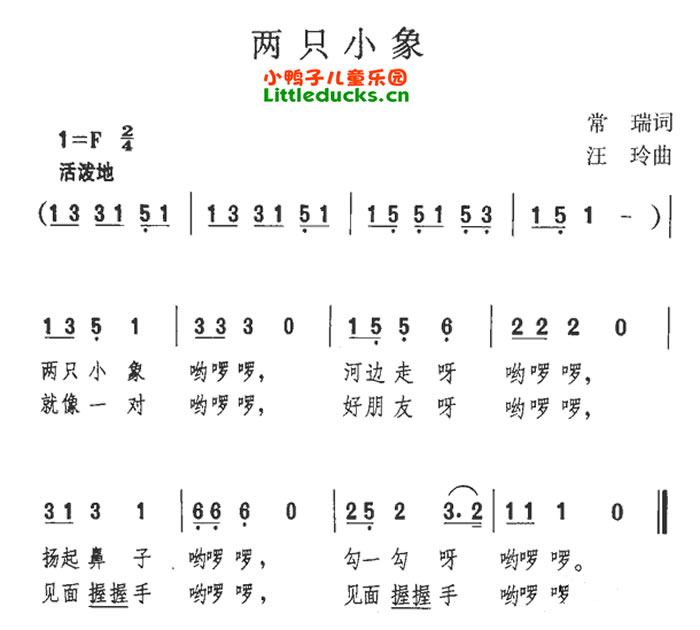 两只小象
小鸭子儿童乐园
Littleducks.cn
常 瑞词
1=F 2/4
汪 玲曲
活泼地
(1 3 3 1 5 1 | 1 3 3 1 5 1 | 1 5 5 1 5 3 | 1 5 1 - )|
1 3 5 1 | 3 3 3 0 | 1 5 5 6 | 2 2 2 0 |
两只小象 哟啰啰, 河边走呀 哟啰啰,
就像一对 哟啰啰, 好朋友呀 哟啰啰,
3 1 3 1 | 6 6 6 0 | 2 5 2 3. 2 | 1 1 1 0 ‖
扬起鼻子 哟啰啰, 勾一勾呀 哟啰啰。
见面握握手 哟啰啰, 见面握握手 哟啰啰